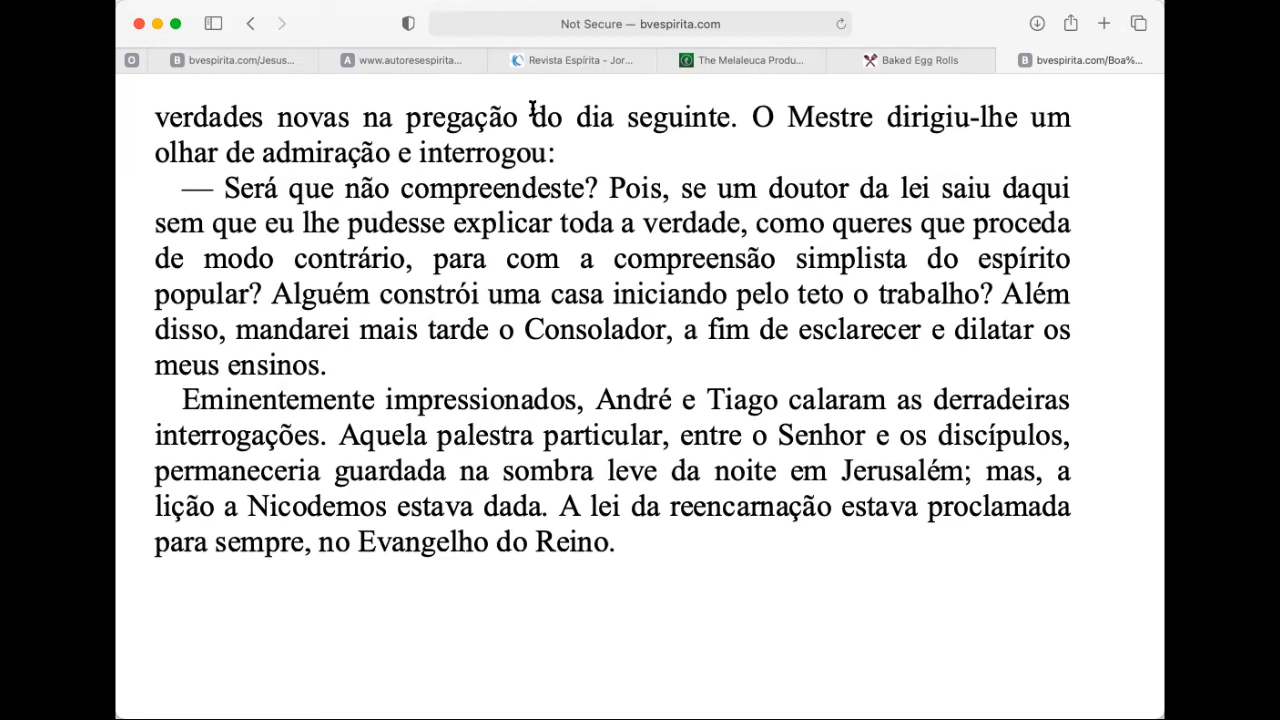 Not Secure — bvespirita.com
O
B bvespirita.com/Jesus...
A www.autoresespirita...
Revista Espírita - Jor...
The Melaleuca Produ...
Baked Egg Rolls
B bvespirita.com/Boa%...
verdades novas na pregação do dia seguinte. O Mestre dirigiu-lhe um
olhar de admiração e interrogou:
— Será que não compreendeste? Pois, se um doutor da lei saiu daqui
sem que eu lhe pudesse explicar toda a verdade, como queres que proceda
de modo contrário, para com a compreensão simplista do espírito
popular? Alguém constrói uma casa iniciando pelo teto o trabalho? Além
disso, mandarei mais tarde o Consolador, a fim de esclarecer e dilatar os
meus ensinos.
Eminentemente impressionados, André e Tiago calaram as derradeiras
interrogações. Aquela palestra particular, entre o Senhor e os discípulos,
permaneceria guardada na sombra leve da noite em Jerusalém; mas, a
lição a Nicodemos estava dada. A lei da reencarnação estava proclamada
para sempre, no Evangelho do Reino.